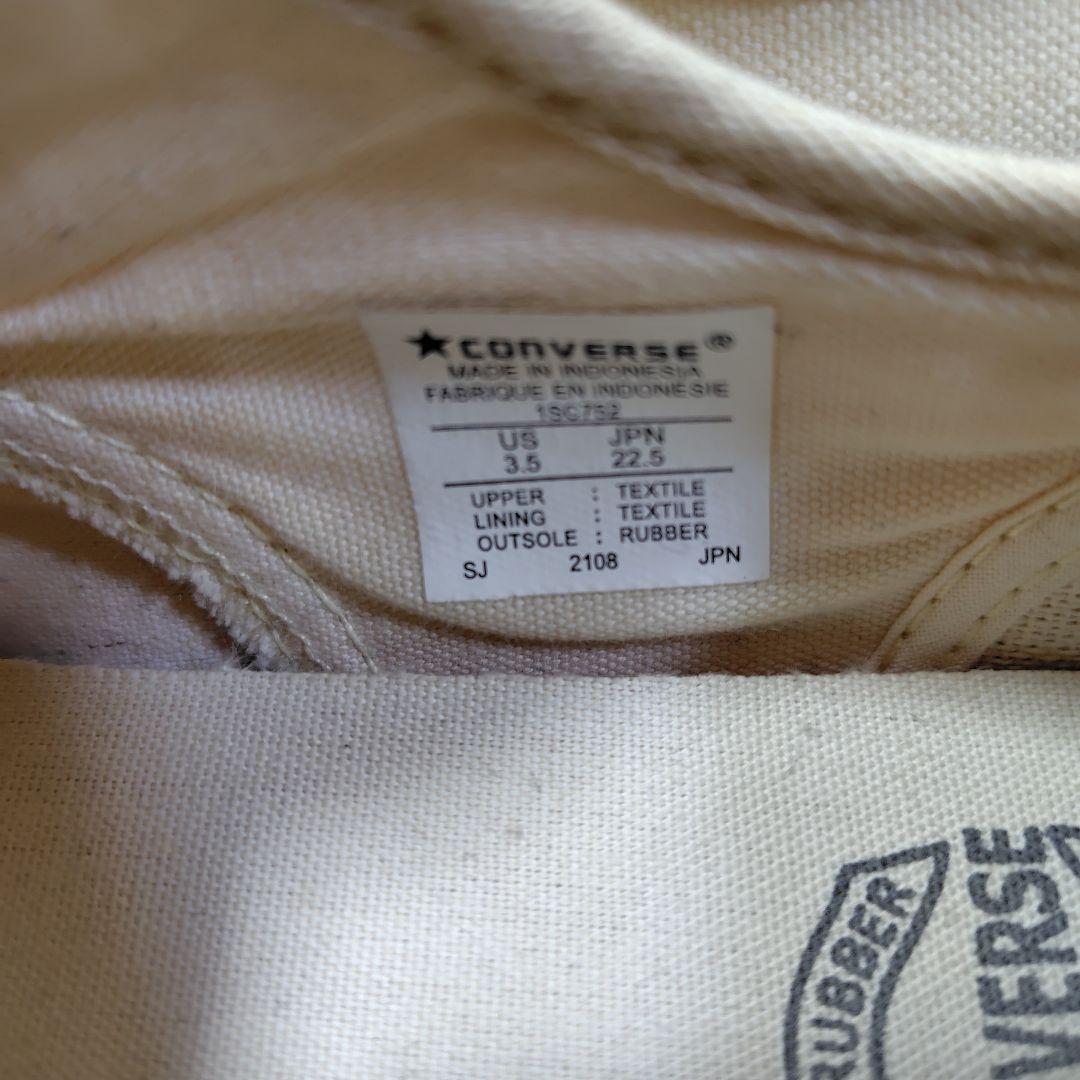 ★CONVERSE®
MADE IN INDONESIA
FABRIQUE EN INDONÉSIE
1SC752
US JPN
3.5 22.5
UPPER : TEXTILE
LINING : TEXTILE
OUTSOLE : RUBBER
SJ 2108 JPN
RUBBER
VERSE